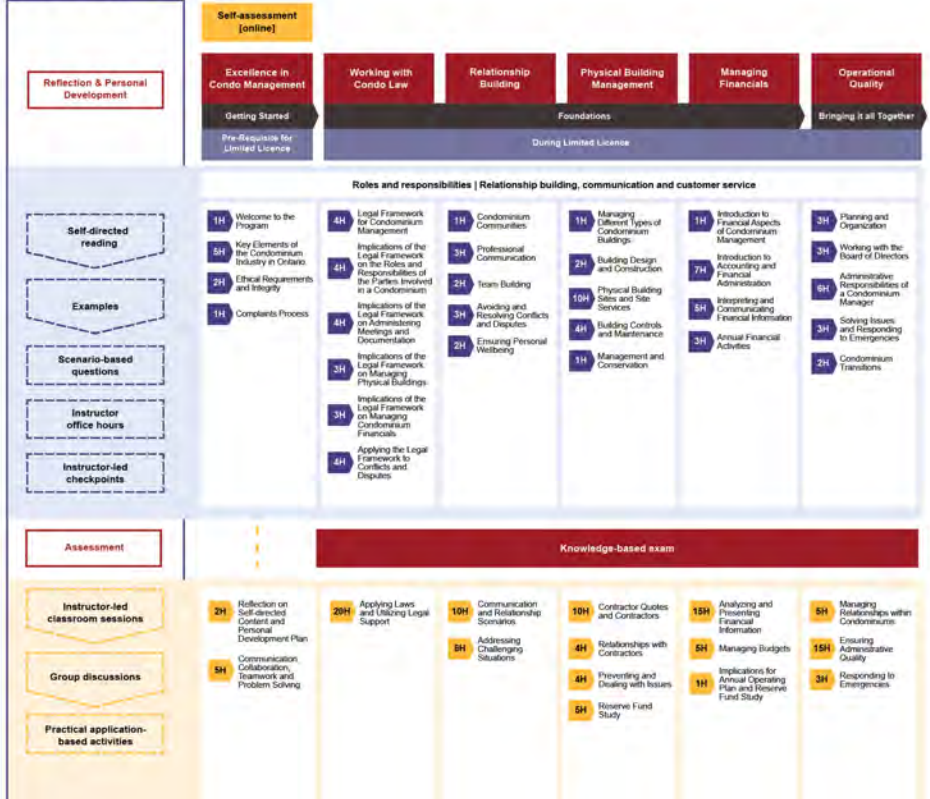 Self-assessment
[online]
Reflection & Personal
Development
Excellence in
Condo Management
Working with
Condo Law
Relationship
Building
Physical Building
Management
Managing
Financials
Operational
Quality
Getting Started
Foundations
Bringing it all Together
Pre-Requisite for
Limited Licence
During Limited Licence
Roles and responsibilities | Relationship building, communication and customer service
Self-directed
reading
Examples
Scenario-based
questions
Instructor
office hours
Instructor-led
checkpoints
1H Welcome to the
Program
5H Key Elements of
the Condominium
Industry in Ontario
2H Ethical Requirements
and Integrity
1H Complaints Process
4H Legal Framework
for Condominium
Management
4H Implications of the
Legal Framework
on the Roles and
Responsibilities of
the Parties Involved
in a Condominium
4H Implications of the
Legal Framework
on Administering
Meetings and
Documentation
3H Implications of the
Legal Framework
on Managing
Physical Buildings
3H Implications of the
Legal Framework
on Managing
Condominium
Financials
4H Applying the Legal
Framework to
Conflicts and
Disputes
1H Condominium
Communities
3H Professional
Communication
2H Team Building
3H Avoiding and
Resolving Conflicts
and Disputes
2H Ensuring Personal
Wellbeing
1H Managing
Different Types of
Condominium
Buildings
2H Building Design
and Construction
10H Physical Building
Sites and Site
Services
4H Building Controls
and Maintenance
1H Management and
Conservation
1H Introduction to
Financial Aspects
of Condominium
Management
7H Introduction to
Accounting and
Financial
Administration
5H Interpreting and
Communicating
Financial Information
3H Annual Financial
Activities
3H Planning and
Organization
3H Working with the
Board of Directors
6H Administrative
Responsibilities of
a Condominium
Manager
3H Solving Issues
and Responding
to Emergencies
2H Condominium
Transitions
Assessment
Knowledge-based exam
Instructor-led
classroom sessions
Group discussions
Practical application-
based activities
2H Reflection on
Self-directed
Content and
Personal
Development Plan
5H Communication,
Collaboration,
Teamwork and
Problem Solving
20H Applying Laws
and Utilizing Legal
Support
10H Communication
and Relationship
Scenarios
Addressing
Challenging
Situations
10H Contractor Quotes
and Contractors
4H Relationships with
Contractors
4H Preventing and
Dealing with Issues
5H Reserve Fund
Study
15H Analyzing and
Presenting
Financial
Information
5H Managing Budgets
1H Implications for
Annual Operating
Plan and Reserve
Fund Study
5H Managing
Relationships within
Condominiums
15H Ensuring
Administrative
Quality
3H Responding to
Emergencies